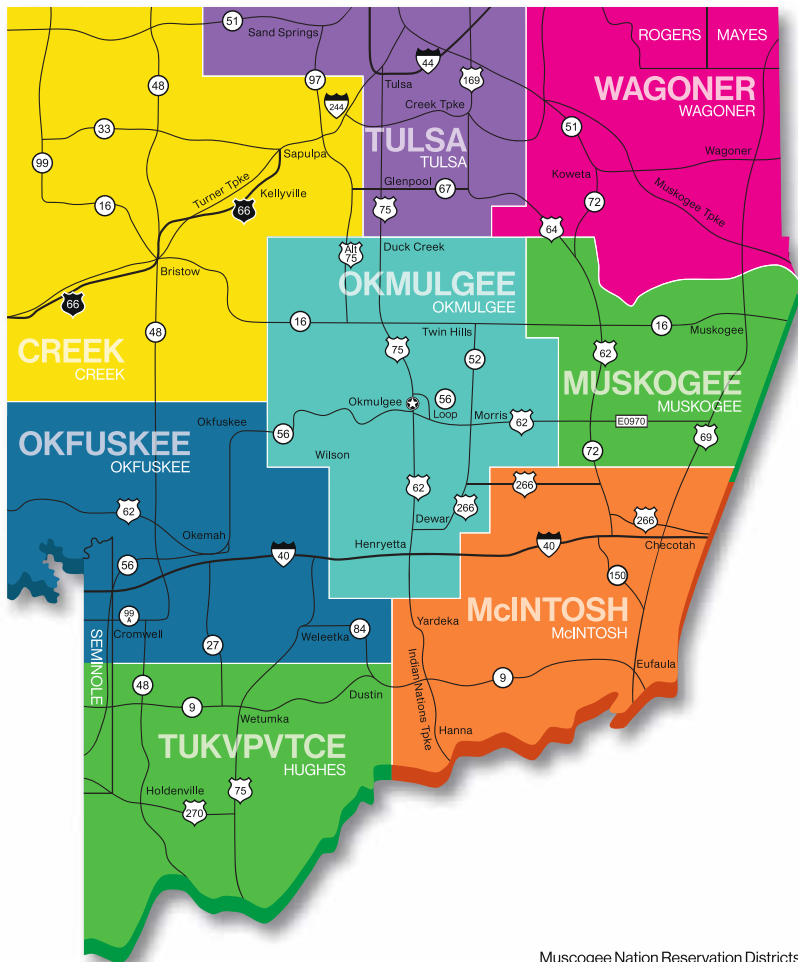 51
Sand Springs
ROGERS
MAYES
44
48
97
Tulsa
169
WAGONER
WAGONER
244
Creek Tpke
33
51
TULSA
TULSA
99
Sapulpa
Wagoner
Turner Tpke
Glenpool
67
Koweta
Muskogee Tpke
Kellyville
16
66
75
72
64
Alt
75
Duck Creek
Bristow
OKMULGEE
OKMULGEE
66
16
48
Twin Hills
16
Muskogee
CREEK
CREEK
75
52
62
MUSKOGEE
MUSKOGEE
Okmulgee
56
Loop
Morris
62
E0970
Okfuskee
56
69
OKFUSKEE
OKFUSKEE
Wilson
72
62
266
266
62
Dewar
266
Okemah
Henryetta
40
Checotah
40
56
150
99
A
Cromwell
SEMINOLE
McINTOSH
McINTOSH
Yardeka
84
Weleetka
27
Indian Nations Tpke
Eufaula
48
9
Dustin
9
Wetumka
Hanna
TUKVPVTCE
HUGHES
Holdenville
75
270
Muscogee Nation Reservation Districts